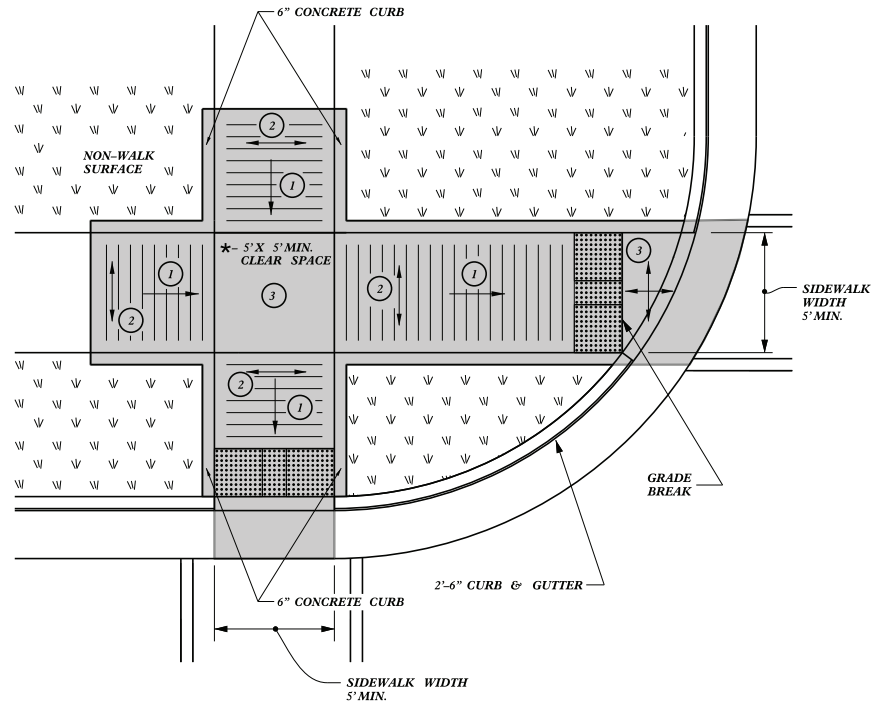 6" CONCRETE CURB
2
NON–WALK
SURFACE
1
*– 5' X 5' MIN.
CLEAR SPACE
3
1
2
1
2
3
SIDEWALK
WIDTH
5' MIN.
2
1
GRADE
BREAK
2'–6" CURB & GUTTER
6" CONCRETE CURB
SIDEWALK WIDTH
5' MIN.